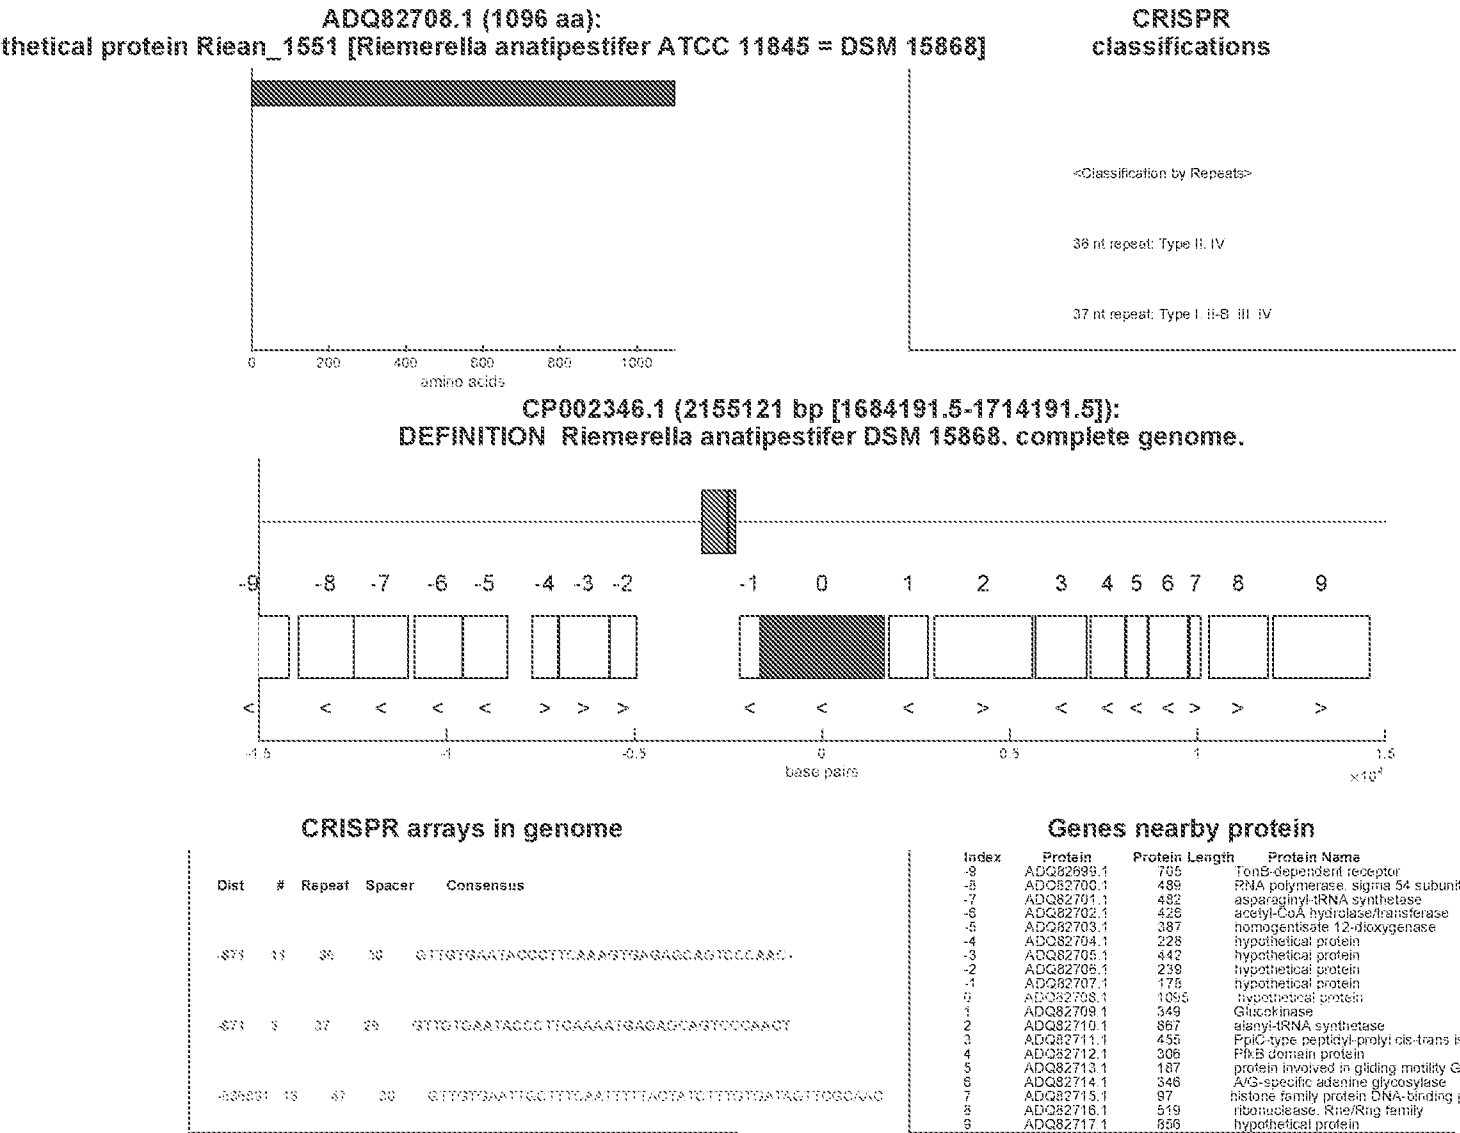 ADQ82708.1 (1096 aa):
thetical protein Riean_1551 [Riemerella anatipestifer ATCC 11845 = DSM 15868]
CRISPR
classifications
<Classification by Repeats>
36 nt repeat: Type II, IV
37 nt repeat: Type I, II-B, III, IV
0 200 400 600 800 1000
amino acids
CP002346.1 (2155121 bp [1684191.5-1714191.5]):
DEFINITION Riemerella anatipestifer DSM 15868. complete genome.
-9 -8 -7 -6 -5 -4 -3 -2 -1 0 1 2 3 4 5 6 7 8 9
< < < < < > > > < < < > < < < < > > >
-1.5 -1 -0.5 0 0.5 1 1.5
base pairs
×10⁴
CRISPR arrays in genome
Dist # Repeat Spacer Consensus
GTTGTGAATACCCTTCAAAGTGAGAGCAGTCCCAAC
37 29 GTTGTGAATACCCTTCAAAATGAGAGCAGTCCCAACT
47 30
Genes nearby protein
Index Protein Protein Length Protein Name
-9 ADQ82699.1 705 TonB-dependent receptor
-8 ADQ82700.1 489 RNA polymerase, sigma 54 subunit
-7 ADQ82701.1 482 asparaginyl-tRNA synthetase
-6 ADQ82702.1 426 acetyl-CoA hydrolase/transferase
-5 ADQ82703.1 387 homogentisate 12-dioxygenase
-4 ADQ82704.1 228 hypothetical protein
-3 ADQ82705.1 442 hypothetical protein
-2 ADQ82706.1 239 hypothetical protein
-1 ADQ82707.1 178 hypothetical protein
0 ADQ82708.1 1095 hypothetical protein
1 ADQ82709.1 349 Glucokinase
2 ADQ82710.1 867 alanyl-tRNA synthetase
3 ADQ82711.1 455 PpiC-type peptidyl-prolyl cis-trans is
4 ADQ82712.1 306 PfkB domain protein
5 ADQ82713.1 187 protein involved in gliding motility G
6 ADQ82714.1 346 A/G-specific adenine glycosylase
7 ADQ82715.1 97 histone family protein DNA-binding p
8 ADQ82716.1 519 ribonuclease, Rne/Rng family
9 ADQ82717.1 856 hypothetical protein